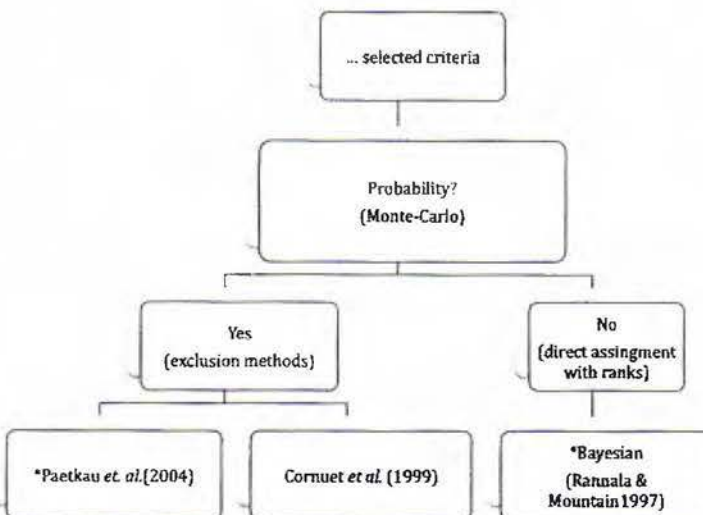 ... selected criteria
Probability?
(Monte-Carlo)
Yes
(exclusion methods)
No
(direct assingment
with ranks)
*Paetkau et. al.(2004)
Cornuet et al. (1999)
*Bayesian
(Rannala &
Mountain 1997)